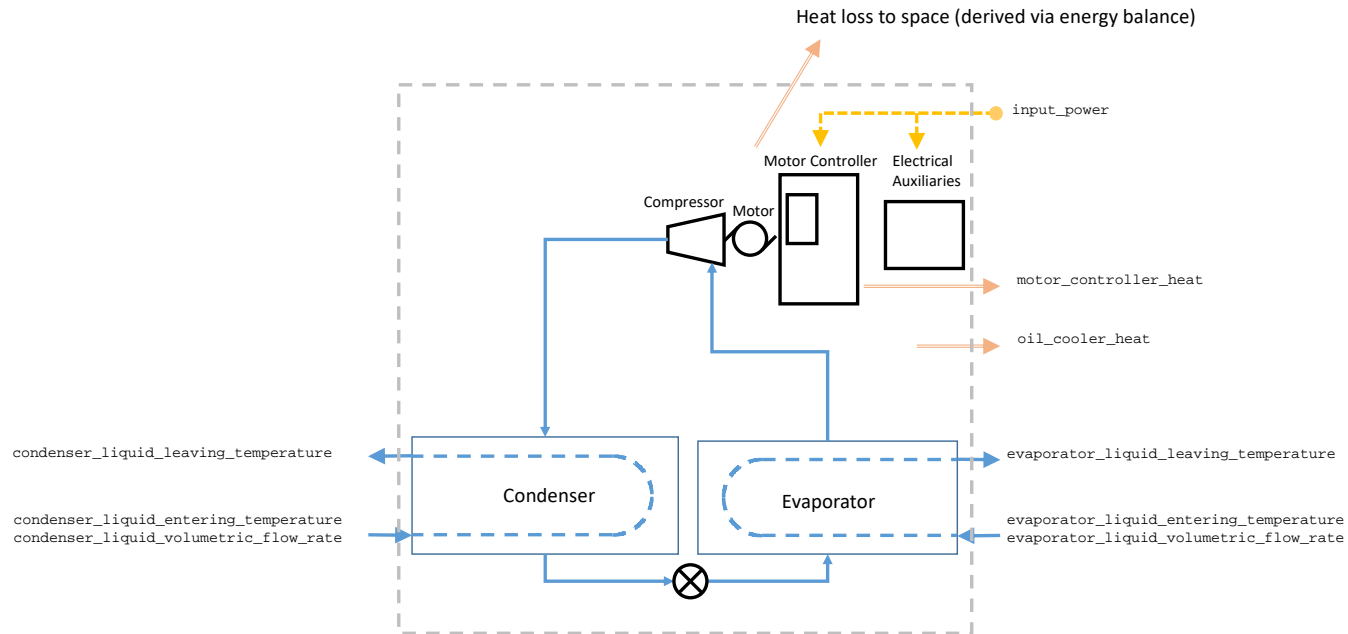 Heat loss to space (derived via energy balance)
input_power
Motor Controller
Electrical
Auxiliaries
Compressor
Motor
motor_controller_heat
oil_cooler_heat
condenser_liquid_leaving_temperature
evaporator_liquid_leaving_temperature
Condenser
Evaporator
condenser_liquid_entering_temperature
condenser_liquid_volumetric_flow_rate
evaporator_liquid_entering_temperature
evaporator_liquid_volumetric_flow_rate